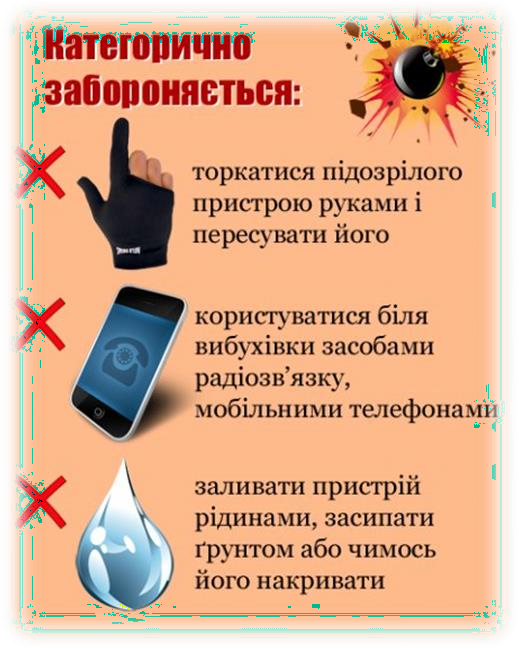 Категорично
забороняється:
торкатися підозрілого
пристрою руками і
пересувати його
користуватися біля
вибухівки засобами
радіозв’язку,
мобільними телефонами
заливати пристрій
рідинами, засипати
ґрунтом або чимось
його накривати